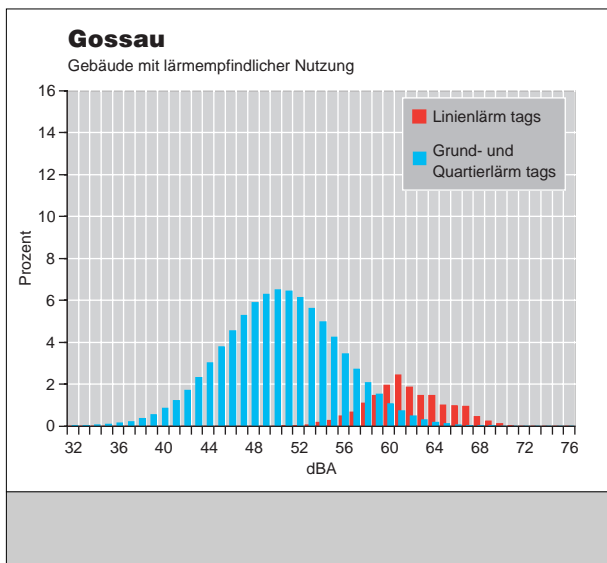 Gossau
Gebäude mit lärmempfindlicher Nutzung
16
14
12
10
8
6
4
2
0
Prozent
Linienlärm tags
Grund- und
Quartierlärm tags
32 36 40 44 48 52 56 60 64 68 72 76
dBA